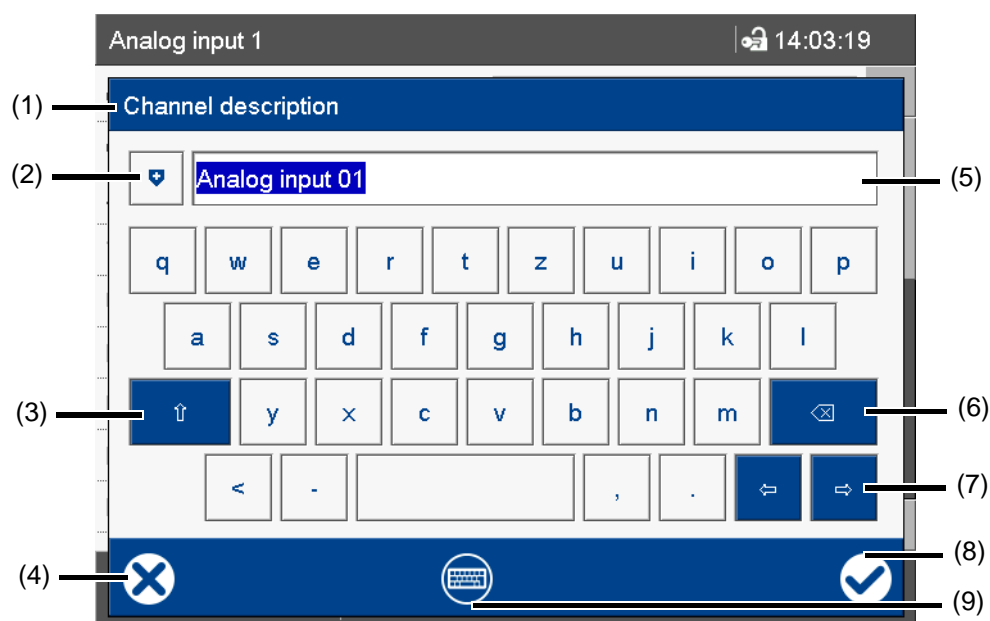 Analog input 1 14:03:19
(1) Channel description
(2) Analog input 01 (5)
q w e r t z u i o p
a s d f g h j k l
(3) ⇧ y x c v b n m ⌫ (6)
< - , . ⇦ ⇨ (7)
(8)
(4)
(9)